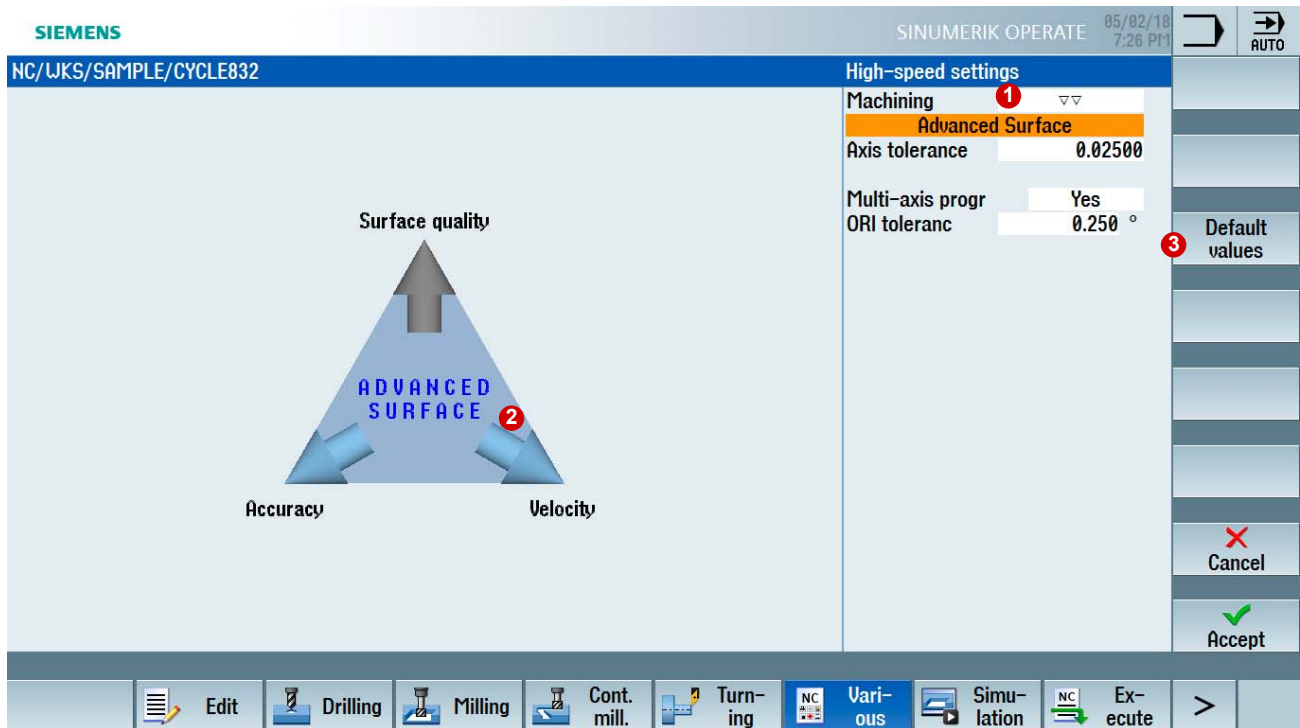 SIEMENS
SINUMERIK OPERATE
05/02/18
7:26 PM
AUTO
NC/WKS/SAMPLE/CYCLE832
High-speed settings
Machining 1 ▽▽
Advanced Surface
Axis tolerance 0.02500
Multi-axis progr Yes
ORI toleranc 0.250 °
Surface quality
ADVANCED
SURFACE
2
Accuracy
Velocity
3
Default
values
Cancel
Accept
Edit
Drilling
Milling
Cont.
mill.
Turn-
ing
NC
Vari-
ous
Simu-
lation
NC
Ex-
ecute
>